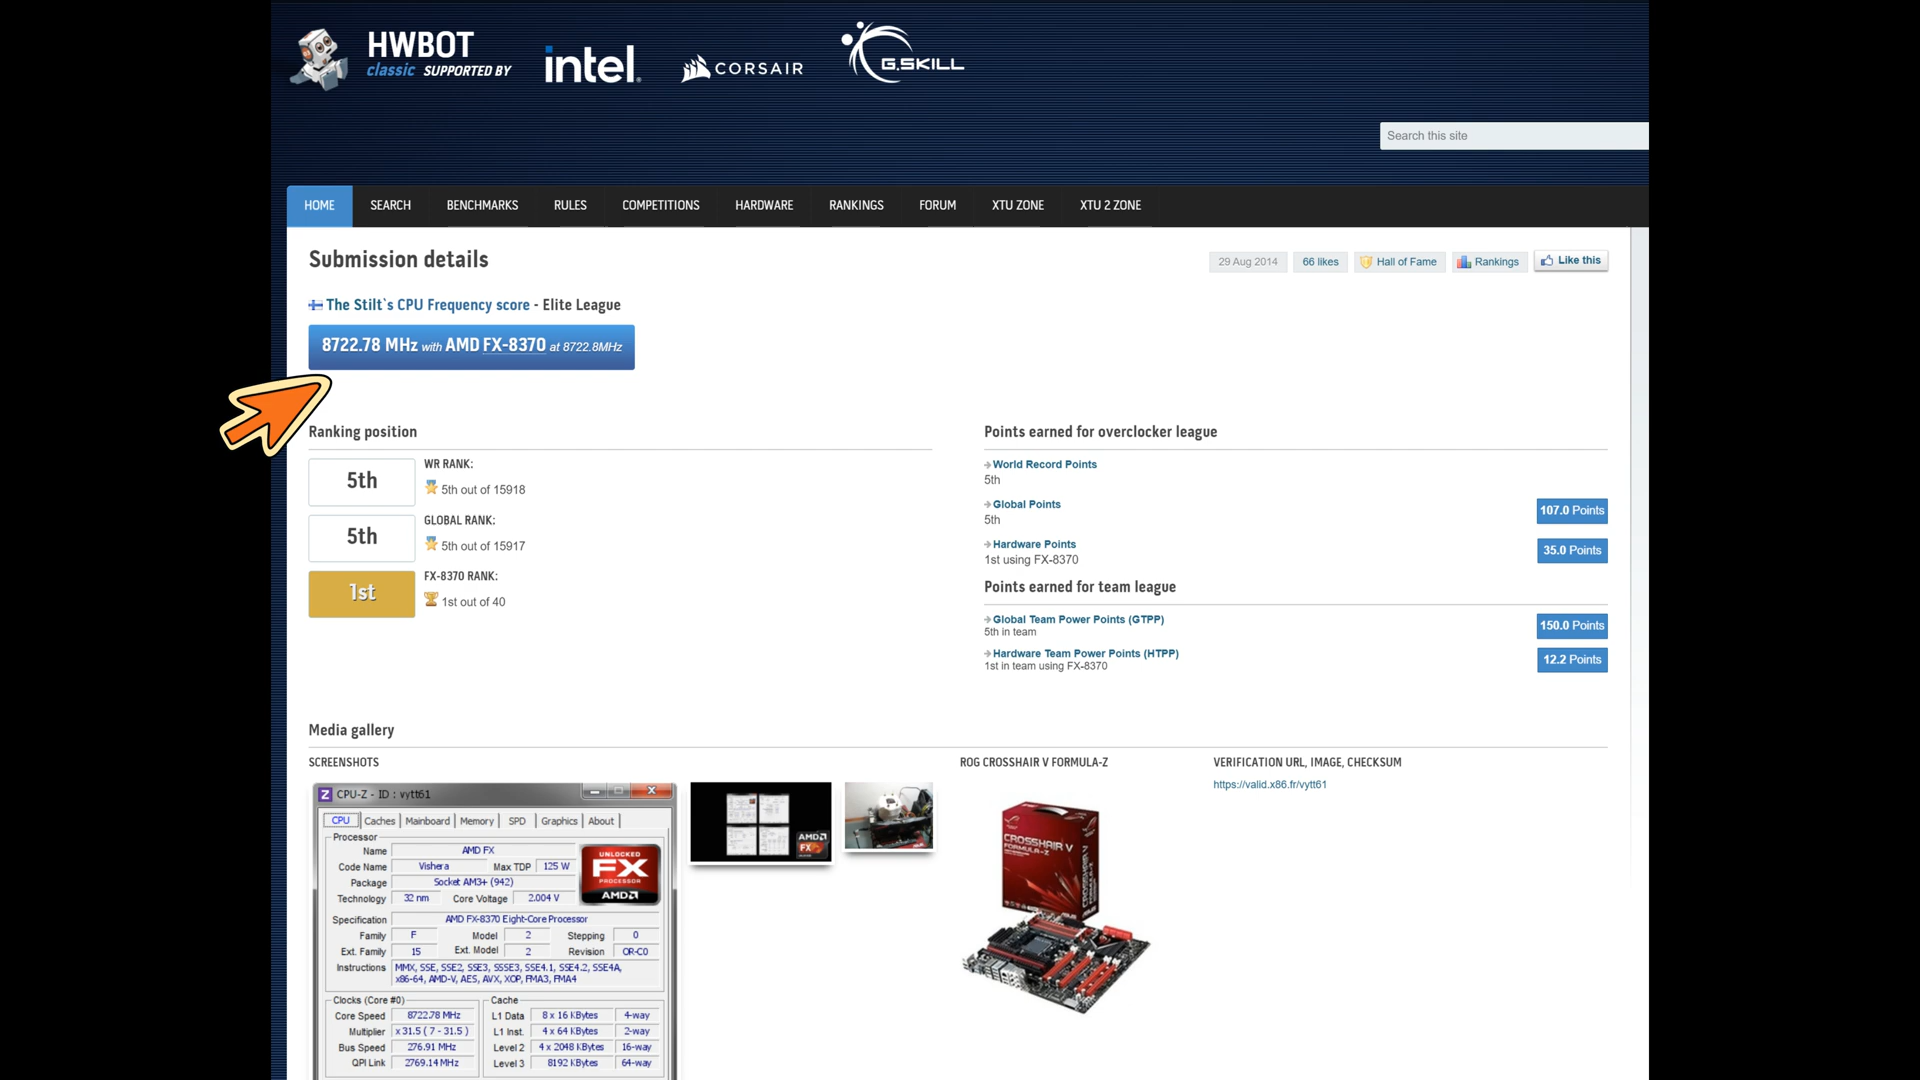 HWBOT
classic SUPPORTED BY
intel.
CORSAIR
G.SKILL
Search this site
HOME SEARCH BENCHMARKS RULES COMPETITIONS HARDWARE RANKINGS FORUM XTU ZONE XTU 2 ZONE
Submission details
29 Aug 2014 66 likes Hall of Fame Rankings Like this
The Stilt`s CPU Frequency score - Elite League
8722.78 MHz with AMD FX-8370 at 8722.8MHz
Ranking position
5th
WR RANK:
5th out of 15918
5th
GLOBAL RANK:
5th out of 15917
1st
FX-8370 RANK:
1st out of 40
Points earned for overclocker league
World Record Points
5th
Global Points
5th
107.0 Points
Hardware Points
1st using FX-8370
35.0 Points
Points earned for team league
Global Team Power Points (GTPP)
5th in team
150.0 Points
Hardware Team Power Points (HTPP)
1st in team using FX-8370
12.2 Points
Media gallery
SCREENSHOTS
ROG CROSSHAIR V FORMULA-Z
VERIFICATION URL, IMAGE, CHECKSUM
https://valid.x86.fr/vytt61
Z CPU-Z - ID : vytt61
CPU Caches Mainboard Memory SPD Graphics About
Processor
Name AMD FX
Code Name Vishera Max TDP 125 W
Package Socket AM3+ (942)
Technology 32 nm Core Voltage 2.004 V
UNLOCKED
FX
PROCESSOR
AMD
Specification AMD FX-8370 Eight-Core Processor
Family F Model 2 Stepping 0
Ext. Family 15 Ext. Model 2 Revision OR-C0
Instructions MMX, SSE, SSE2, SSE3, SSSE3, SSE4.1, SSE4.2, SSE4A,
x86-64, AMD-V, AES, AVX, XOP, FMA3, FMA4
Clocks (Core #0)
Core Speed 8722.78 MHz
Multiplier x 31.5 ( 7 - 31.5 )
Bus Speed 276.91 MHz
QPI Link 2769.14 MHz
Cache
L1 Data 8 x 16 KBytes 4-way
L1 Inst. 4 x 64 KBytes 2-way
Level 2 4 x 2048 KBytes 16-way
Level 3 8192 KBytes 64-way
AMD
FX
CROSSHAIR V
FORMULA-Z